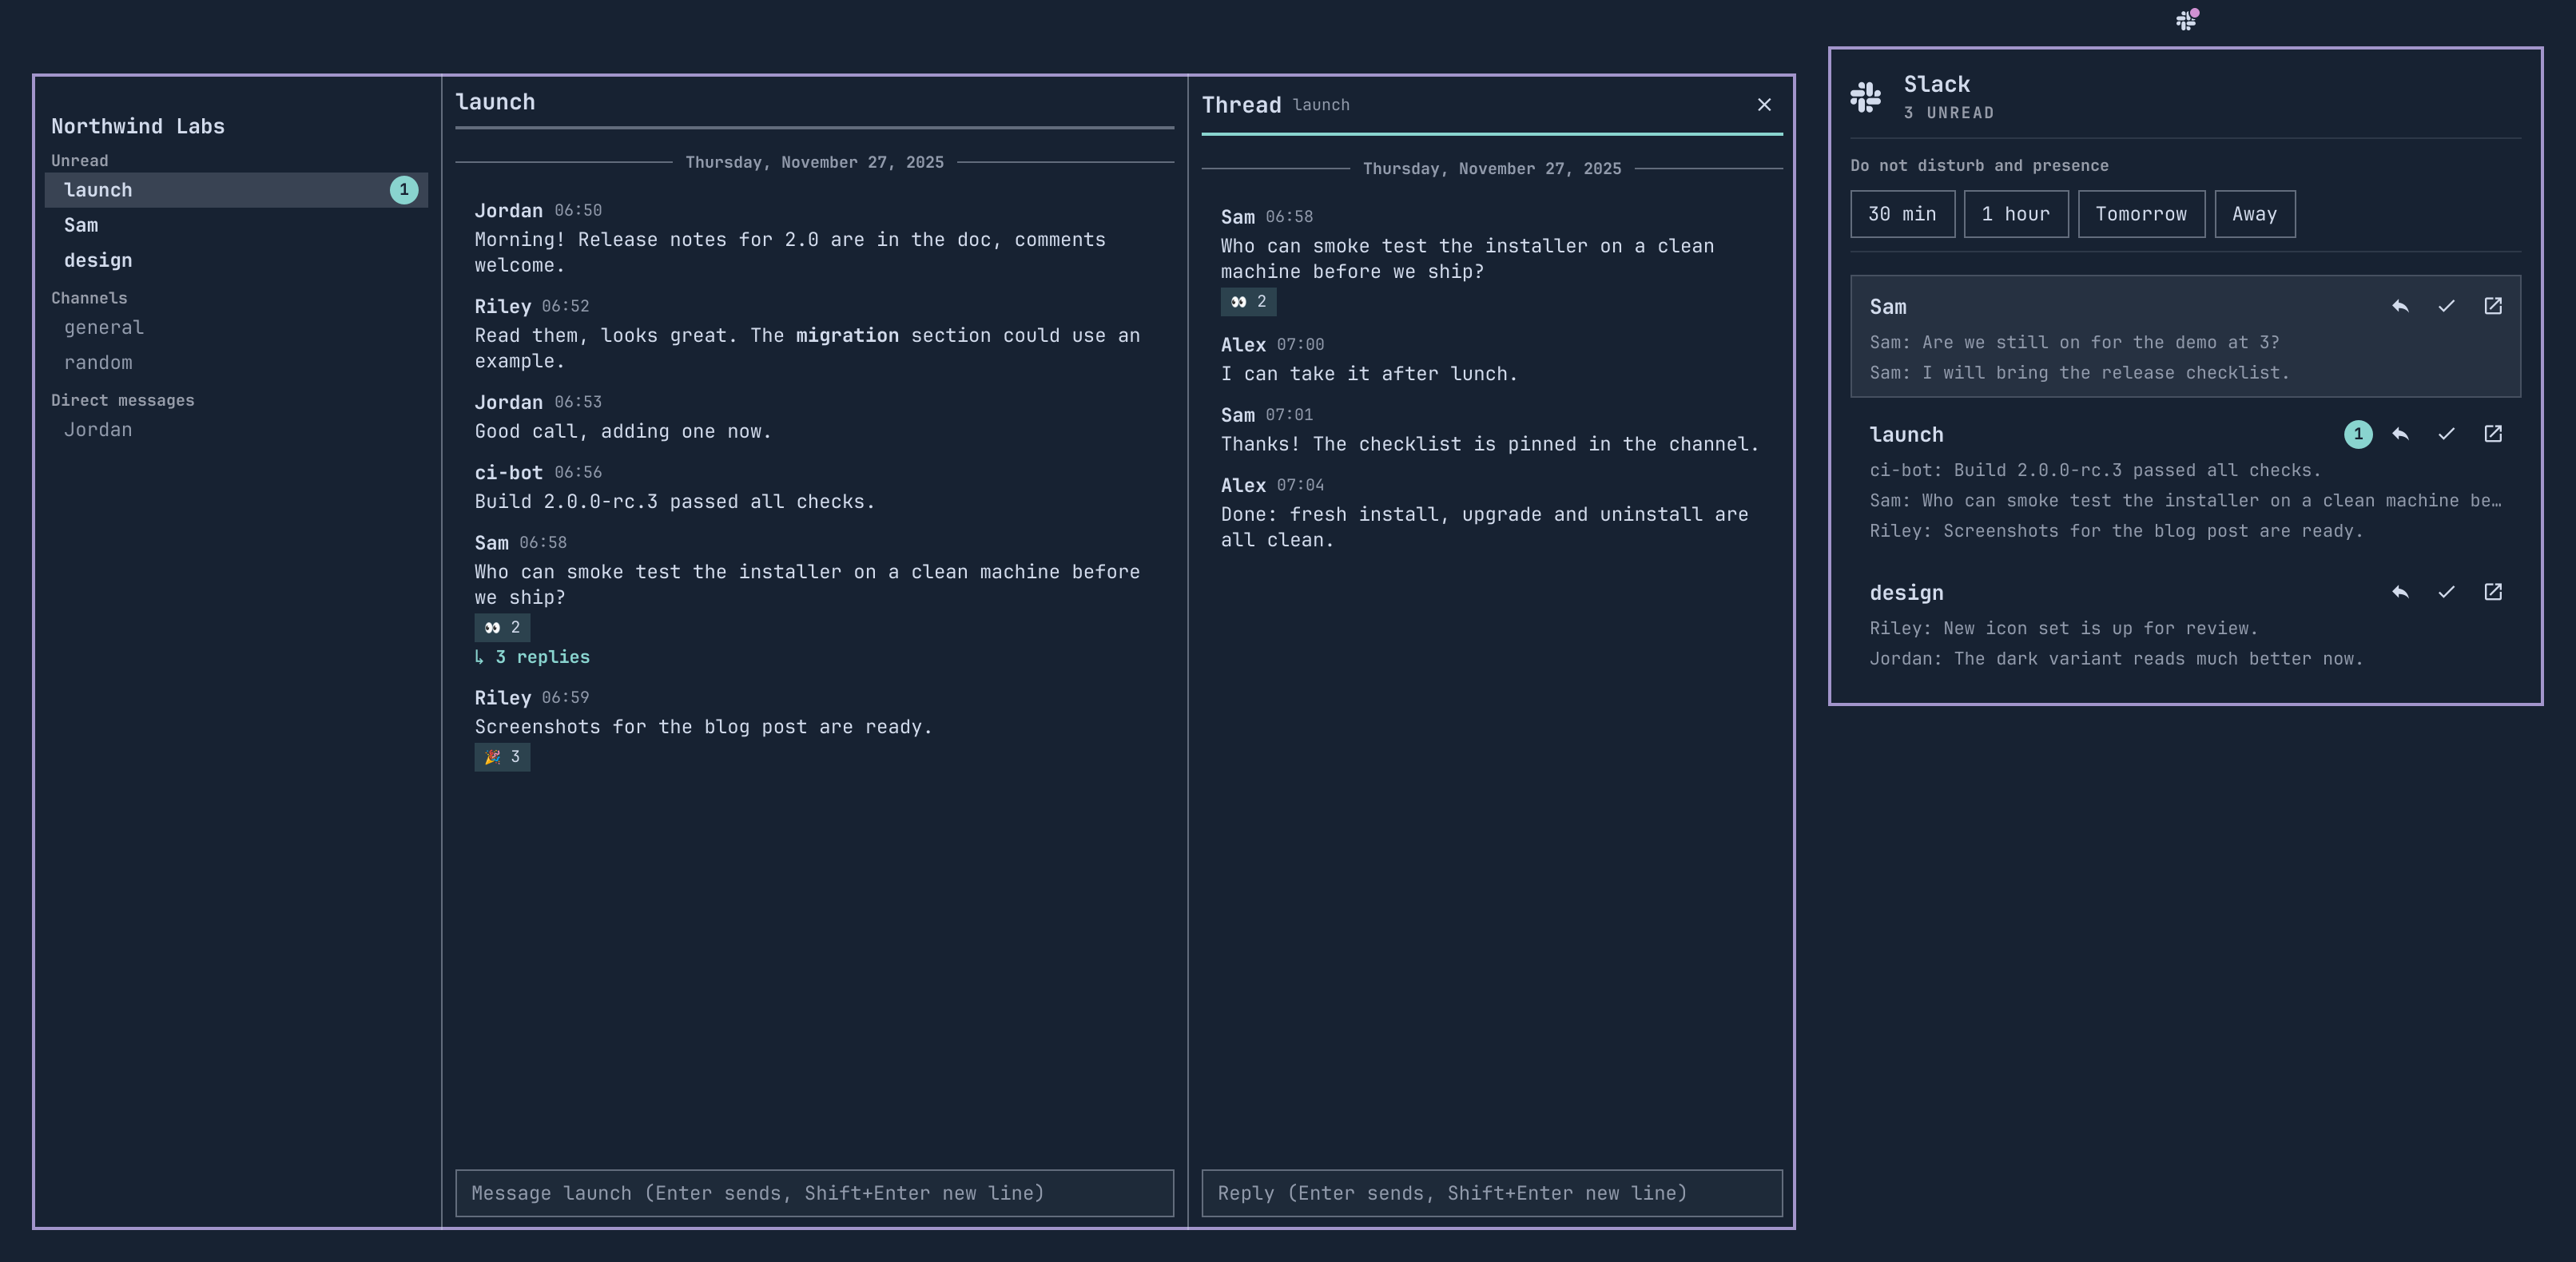 Northwind Labs
Unread
launch 1
Sam
design
Channels
general
random
Direct messages
Jordan
launch
Thursday, November 27, 2025
Jordan 06:50
Morning! Release notes for 2.0 are in the doc, comments
welcome.
Riley 06:52
Read them, looks great. The migration section could use an
example.
Jordan 06:53
Good call, adding one now.
ci-bot 06:56
Build 2.0.0-rc.3 passed all checks.
Sam 06:58
Who can smoke test the installer on a clean machine before
we ship?
👀 2
↳ 3 replies
Riley 06:59
Screenshots for the blog post are ready.
🎉 3
Message launch (Enter sends, Shift+Enter new line)
Thread launch
Thursday, November 27, 2025
Sam 06:58
Who can smoke test the installer on a clean
machine before we ship?
👀 2
Alex 07:00
I can take it after lunch.
Sam 07:01
Thanks! The checklist is pinned in the channel.
Alex 07:04
Done: fresh install, upgrade and uninstall are
all clean.
Reply (Enter sends, Shift+Enter new line)
Slack
3 UNREAD
Do not disturb and presence
30 min 1 hour Tomorrow Away
Sam
Sam: Are we still on for the demo at 3?
Sam: I will bring the release checklist.
launch 1
ci-bot: Build 2.0.0-rc.3 passed all checks.
Sam: Who can smoke test the installer on a clean machine be…
Riley: Screenshots for the blog post are ready.
design
Riley: New icon set is up for review.
Jordan: The dark variant reads much better now.